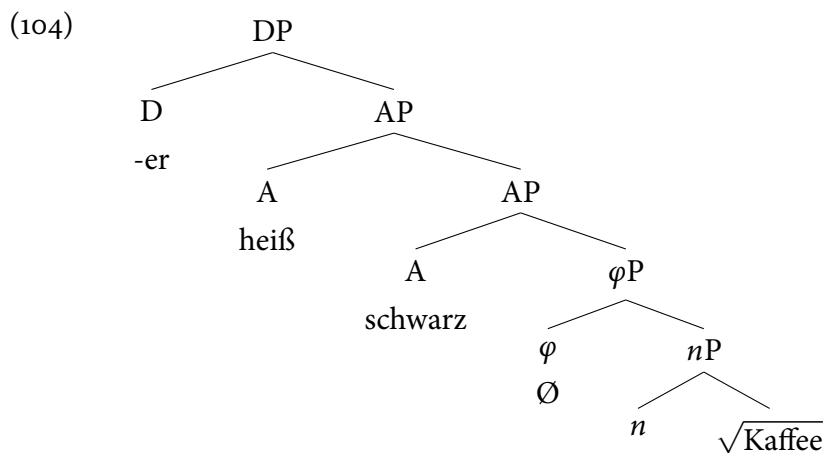 (104) DP
D AP
-er
A AP
heiß
A φP
schwarz
φ nP
Ø
n √Kaffee